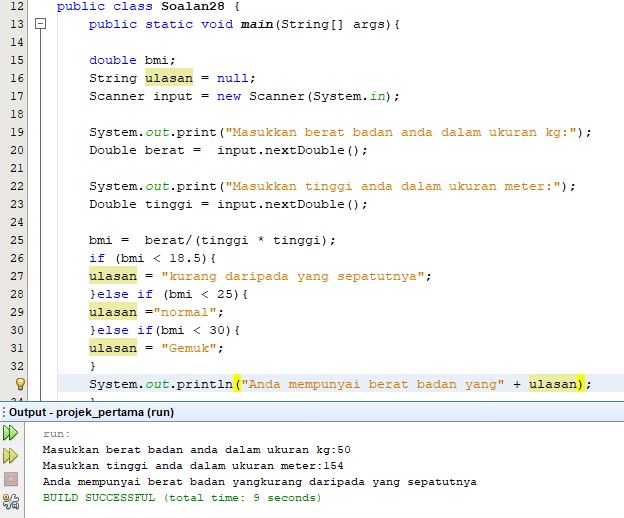 12 public class Soalan28 {
13 public static void main(String[] args){
14
15 double bmi;
16 String ulasan = null;
17 Scanner input = new Scanner(System.in);
18
19 System.out.print("Masukkan berat badan anda dalam ukuran kg:");
20 Double berat =  input.nextDouble();
21
22 System.out.print("Masukkan tinggi anda dalam ukuran meter:");
23 Double tinggi = input.nextDouble();
24
25 bmi =  berat/(tinggi * tinggi);
26 if (bmi < 18.5){
27 ulasan = "kurang daripada yang sepatutnya";
28 }else if (bmi < 25){
29 ulasan ="normal";
30 }else if(bmi < 30){
31 ulasan = "Gemuk";
32 }
System.out.println("Anda mempunyai berat badan yang" + ulasan);
Output - projek_pertama (run)
run:
Masukkan berat badan anda dalam ukuran kg:50
Masukkan tinggi anda dalam ukuran meter:154
Anda mempunyai berat badan yangkurang daripada yang sepatutnya
BUILD SUCCESSFUL (total time: 9 seconds)